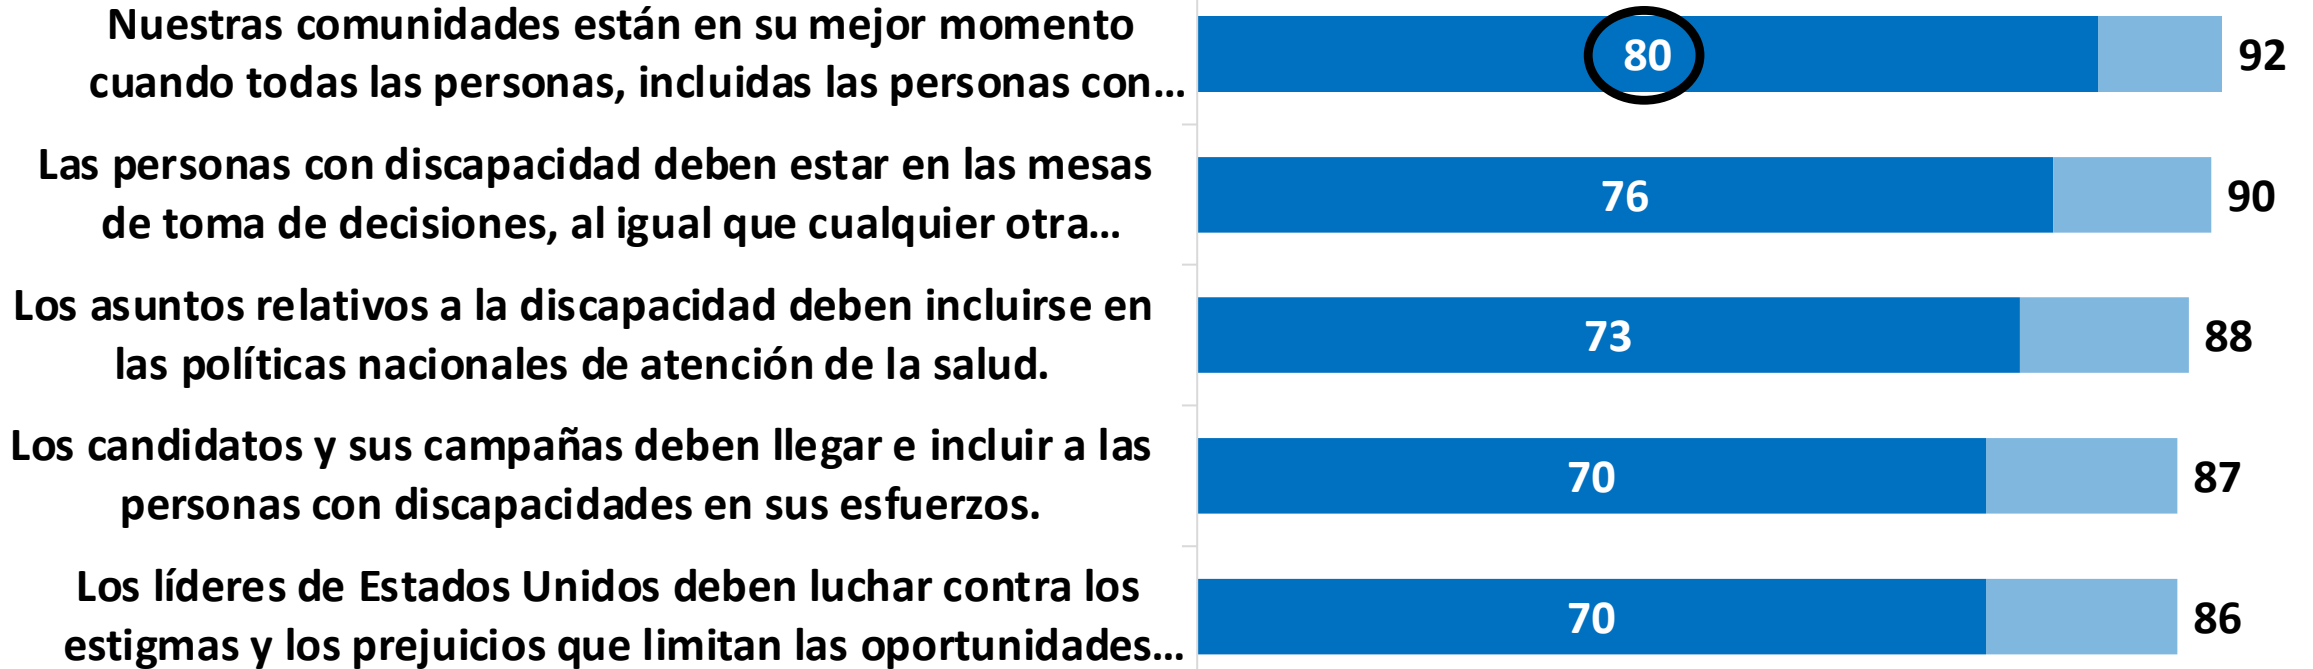 Nuestras comunidades están en su mejor momento
cuando todas las personas, incluidas las personas con...
80
92
Las personas con discapacidad deben estar en las mesas
de toma de decisiones, al igual que cualquier otra...
76
90
Los asuntos relativos a la discapacidad deben incluirse en
las políticas nacionales de atención de la salud.
73
88
Los candidatos y sus campañas deben llegar e incluir a las
personas con discapacidades en sus esfuerzos.
70
87
Los líderes de Estados Unidos deben luchar contra los
estigmas y los prejuicios que limitan las oportunidades...
70
86